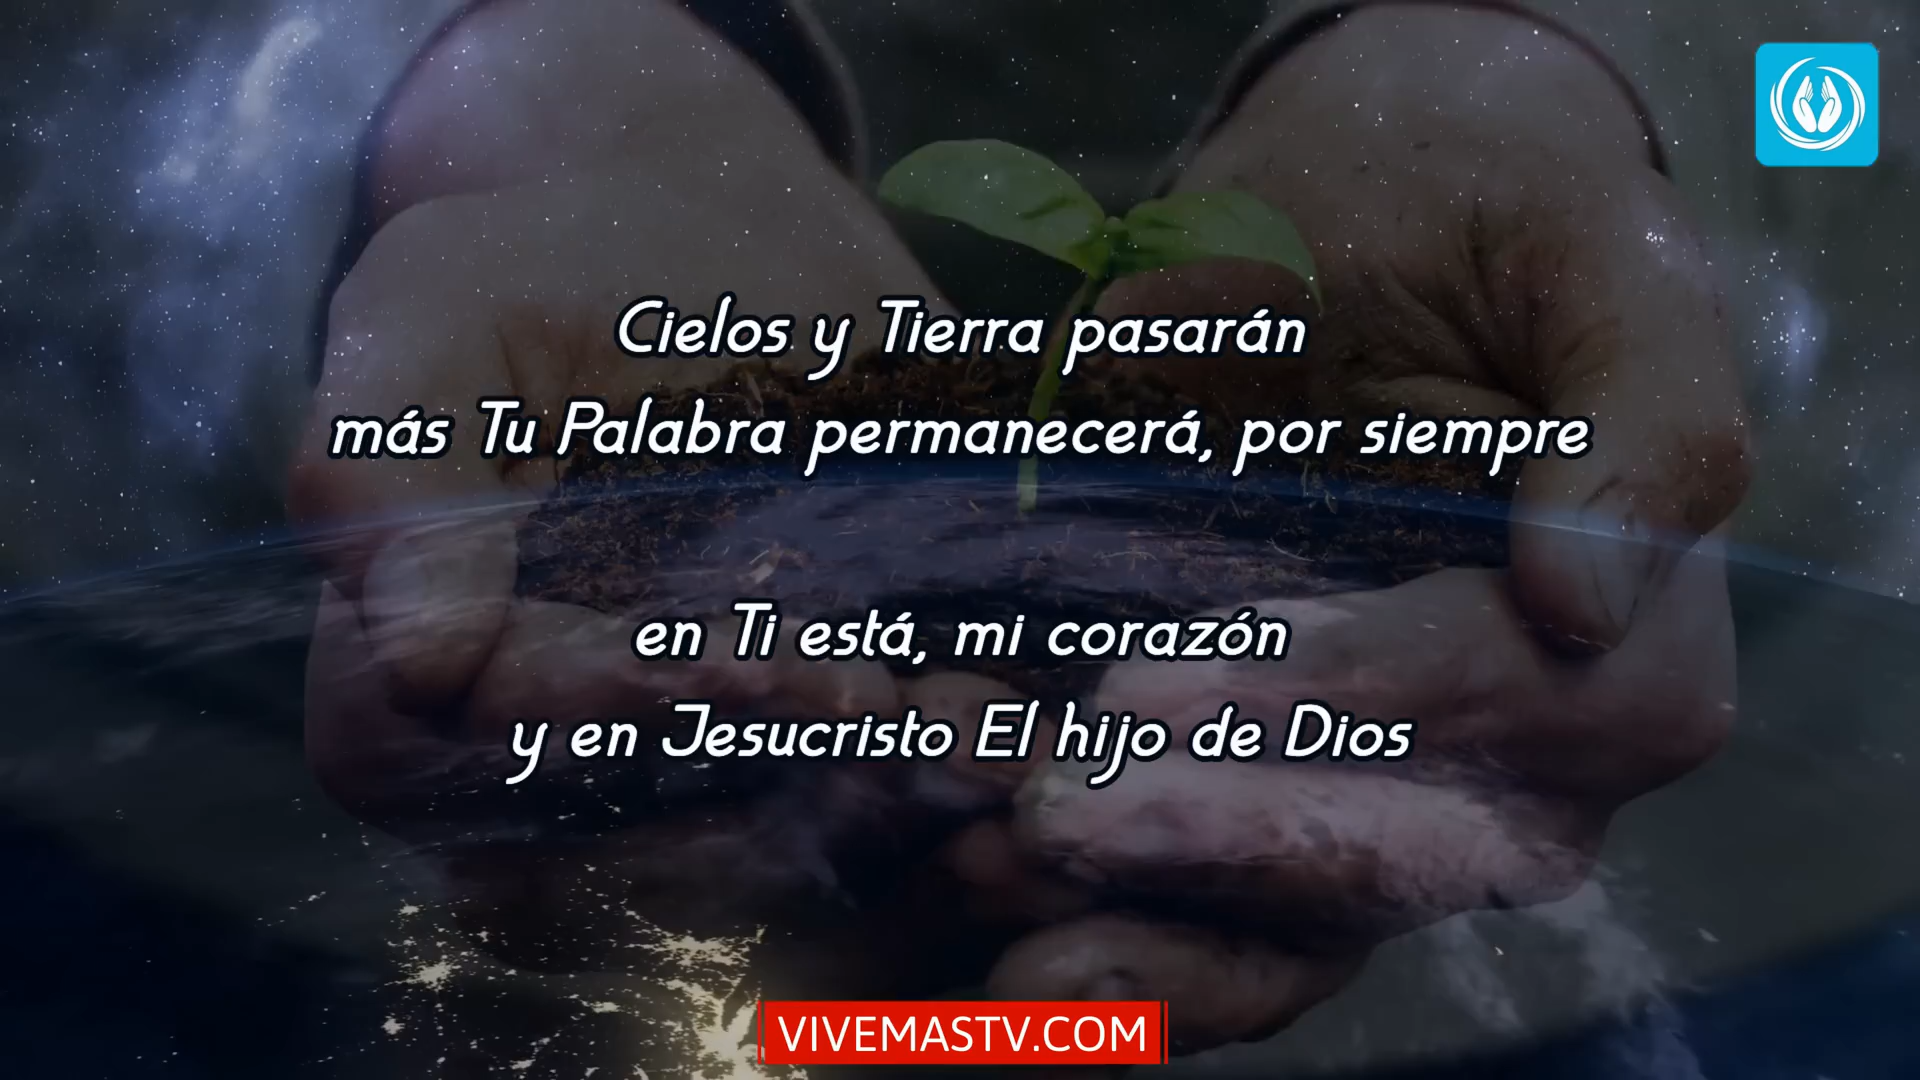 Cielos y Tierra pasarán
más Tu Palabra permanecerá, por siempre
en Ti está, mi corazón
y en Jesucristo El hijo de Dios
VIVEMASTV.COM